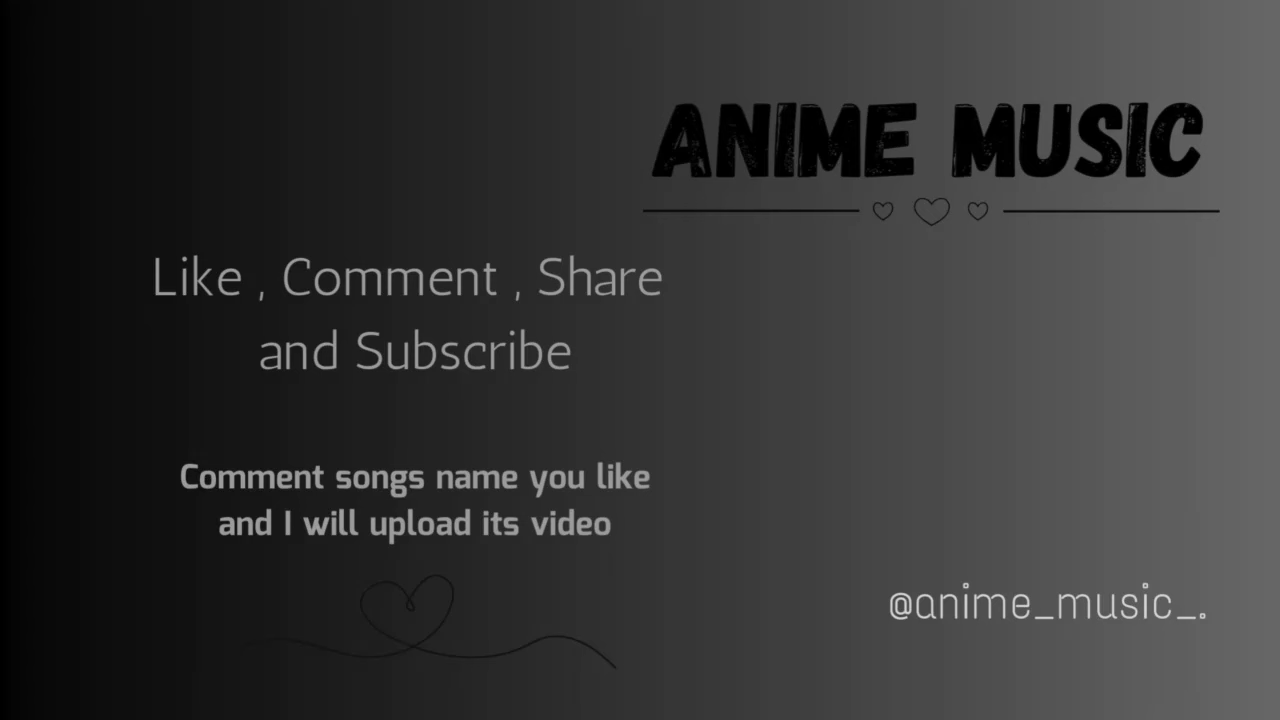 ANIME MUSIC
Like , Comment , Share
and Subscribe
Comment songs name you like
and I will upload its video
@anime_music_.